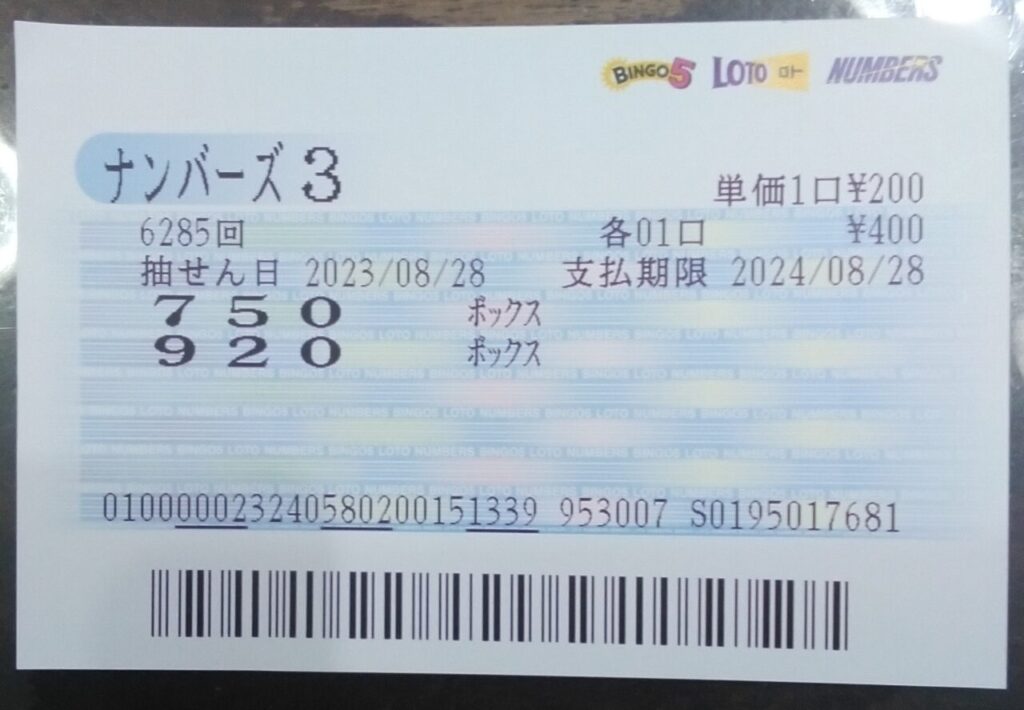 BINGO5 LOTO ロト NUMBERS
ナンバーズ3
単価1口¥200
6285回 各01口 ¥400
抽せん日 2023/08/28 支払期限 2024/08/28
750 ボックス
920 ボックス
010000023240580200151339 953007 S0195017681